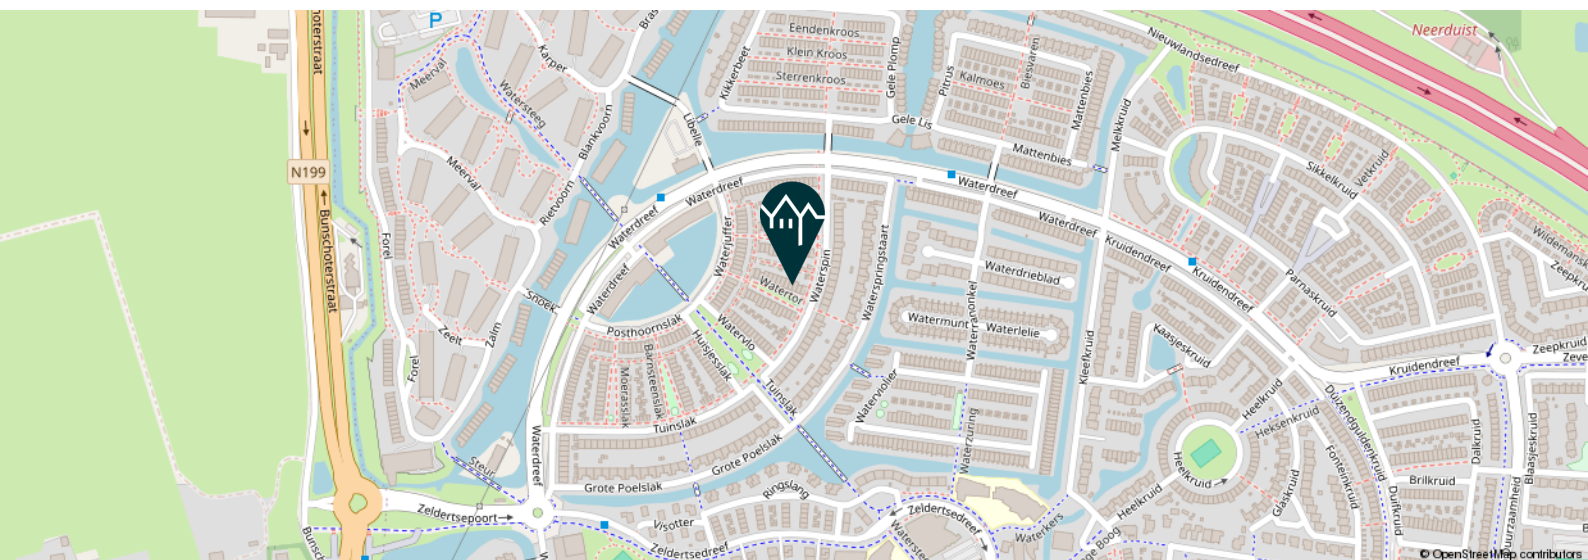 P
Bunschoterstraat
N199
Bunschoterstraat
Meerval
Karper
Watersteeg
Blankvoorn
Meerval
Rietvoorn
Forel
Forel
Zeelt
Zalm
Snoek
Steur
Libelle
Kikkerbeet
Eendenkroos
Klein Kroos
Sterrenkroos
Gele Plomp
Gele Lis
Pitrus
Kalmoes
Biesvaren
Mattenbies
Mattenbies
Melkkruid
Nieuwlandsedreef
Neerduist
Sikkelkruid
Vetkruid
Parnaskruid
Zeepkruid
Waterdreef
Waterdreef
Waterdreef
Waterdreef
Waterdreef
Kruidendreef
Kruidendreef
Waterjuffer
Watertor
Waterspin
Waterspringstaart
Waterdrieblad
Waterranonkel
Watermunt
Waterlelie
Kleefkruid
Kaasjeskruid
Posthoornslak
Watervlo
Huisjesslak
Barnsteenslak
Moerasslak
Tuinslak
Tuinslak
Grote Poelslak
Grote Poelslak
Waterviolier
Waterzuring
Waterdreef
Zeldertsepoort
Visotter
Ringslang
Zeldertsedreef
Zeldertsedreef
Waterkers
Heelkruid
Heelkruid
Heelkruid
Heksenkruid
Glaskruid
Fonteinkruid
Duizendguldenkruid
Kruidendreef
Zeepkruid
Dalkruid
Brilkruid
Blaasjeskruid
© OpenStreetMap contributors